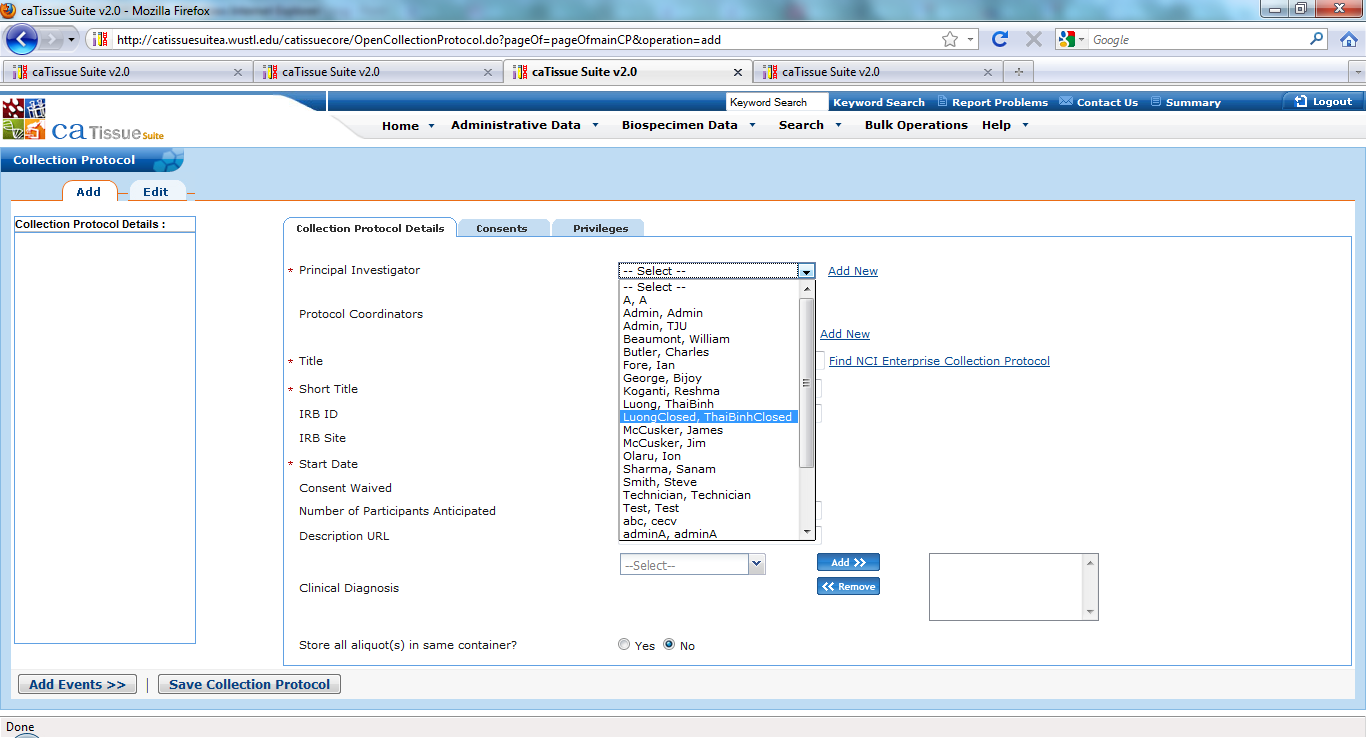 caTissue Suite v2.0 - Mozilla Firefox
http://catissuesuitea.wustl.edu/catissuecore/OpenCollectionProtocol.do?pageOf=pageOfmainCP&operation=add
Google
caTissue Suite v2.0
caTissue Suite v2.0
caTissue Suite v2.0
caTissue Suite v2.0
Keyword Search
Keyword Search
Report Problems
Contact Us
Summary
Logout
ca Tissue Suite
Home
Administrative Data
Biospecimen Data
Search
Bulk Operations
Help
Collection Protocol
Add
Edit
Collection Protocol Details :
Collection Protocol Details
Consents
Privileges
* Principal Investigator
-- Select --
Add New
-- Select --
A, A
Admin, Admin
Admin, TJU
Beaumont, William
Butler, Charles
Fore, Ian
George, Bijoy
Koganti, Reshma
Luong, ThaiBinh
LuongClosed, ThaiBinhClosed
McCusker, James
McCusker, Jim
Olaru, Ion
Sharma, Sanam
Smith, Steve
Technician, Technician
Test, Test
abc, cecv
adminA, adminA
Protocol Coordinators
Add New
* Title
Find NCI Enterprise Collection Protocol
* Short Title
IRB ID
IRB Site
* Start Date
Consent Waived
Number of Participants Anticipated
Description URL
Clinical Diagnosis
--Select--
Add >>
<< Remove
Store all aliquot(s) in same container?
Yes
No
Add Events >>
Save Collection Protocol
Done